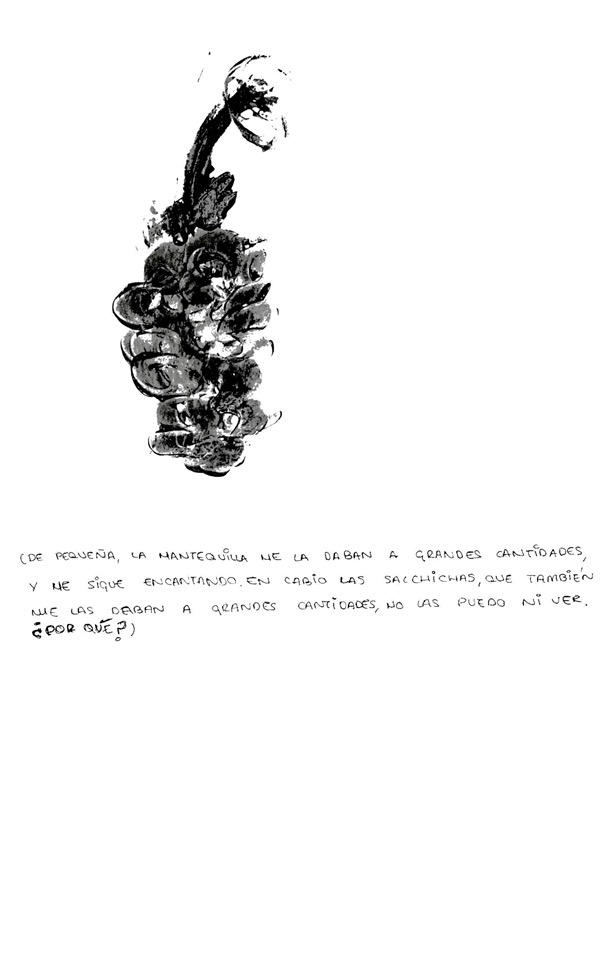 (DE PEQUEÑA, LA MANTEQUILLA ME LA DABAN A GRANDES CANTIDADES,
Y ME SIGUE ENCANTANDO. EN CABIO LAS SALCHICHAS, QUE TAMBIÉN
ME LAS DABAN A GRANDES CANTIDADES, NO LAS PUEDO NI VER.
¿POR QUÉ?)